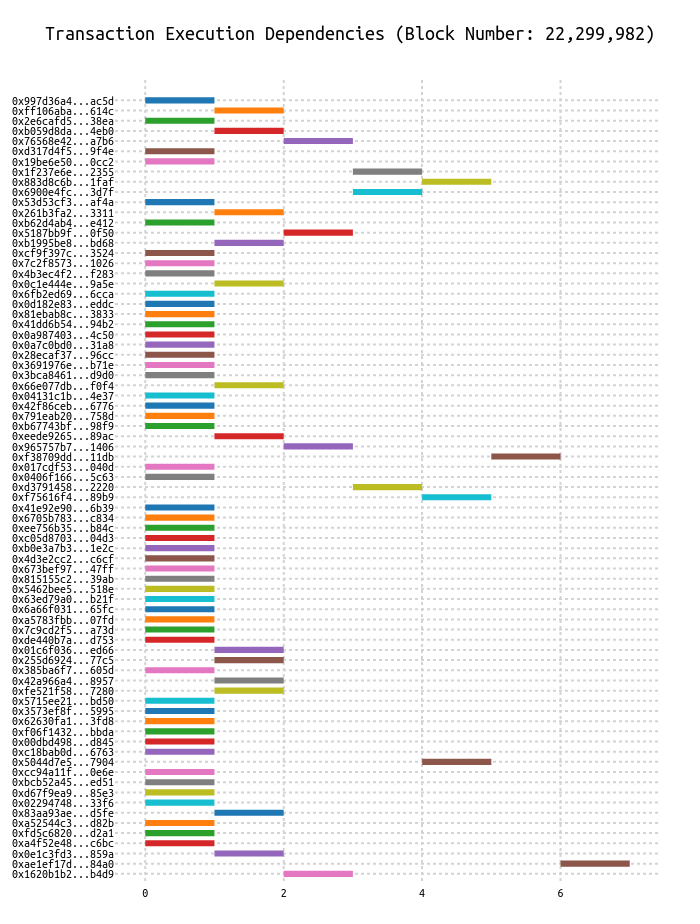 Transaction Execution Dependencies (Block Number: 22,299,982)
0x997d36a4...ac5d
0xff106aba...614c
0x2e6cafd5...38ea
0xb059d8da...4eb0
0x76568e42...a7b6
0xd317d4f5...9f4e
0x19be6e50...0cc2
0x1f237e6e...2355
0x883d8c6b...1faf
0x6900e4fc...3d7f
0x53d53cf3...af4a
0x261b3fa2...3311
0xb62d4ab4...e412
0x5187bb9f...0f50
0xb1995be8...bd68
0xcf9f397c...3524
0x7c2f8573...1026
0x4b3ec4f2...f283
0x0c1e444e...9a5e
0x6fb2ed69...6cca
0x0d182e83...eddc
0x81ebab8c...3833
0x41dd6b54...94b2
0x0a987403...4c50
0x0a7c0bd0...31a8
0x28ecaf37...96cc
0x3691976e...b71e
0x3bca8461...d9d0
0x66e077db...f0f4
0x04131c1b...4e37
0x42f86ceb...6776
0x791eab20...758d
0xb67743bf...98f9
0xeede9265...89ac
0x965757b7...1406
0xf38709dd...11db
0x017cdf53...040d
0x0406f166...5c63
0xd3791458...2220
0xf75616f4...89b9
0x41e92e90...6b39
0x6705b783...c834
0xee756b35...b84c
0xc05d8703...04d3
0xb0e3a7b3...1e2c
0x4d3e2cc2...c6cf
0x673bef97...47ff
0x815155c2...39ab
0x5462bee5...518e
0x63ed79a0...b21f
0x6a66f031...65fc
0xa5783fbb...07fd
0x7c9cd2f5...a73d
0xde440b7a...d753
0x01c6f036...ed66
0x255d6924...77c5
0x385ba6f7...605d
0x42a966a4...8957
0xfe521f58...7280
0x5715ee21...bd50
0x3573ef8f...5995
0x62630fa1...3fd8
0xf06f1432...bbda
0x00dbd498...d845
0xc18bab0d...6763
0x5044d7e5...7904
0xcc94a11f...0e6e
0xbcb52a45...ed51
0xd67f9ea9...85e3
0x02294748...33f6
0x83aa93ae...d5fe
0xa52544c3...d82b
0xfd5c6820...d2a1
0xa4f52e48...c6bc
0x0e1c3fd3...859a
0xae1ef17d...84a0
0x1620b1b2...b4d9
0 2 4 6